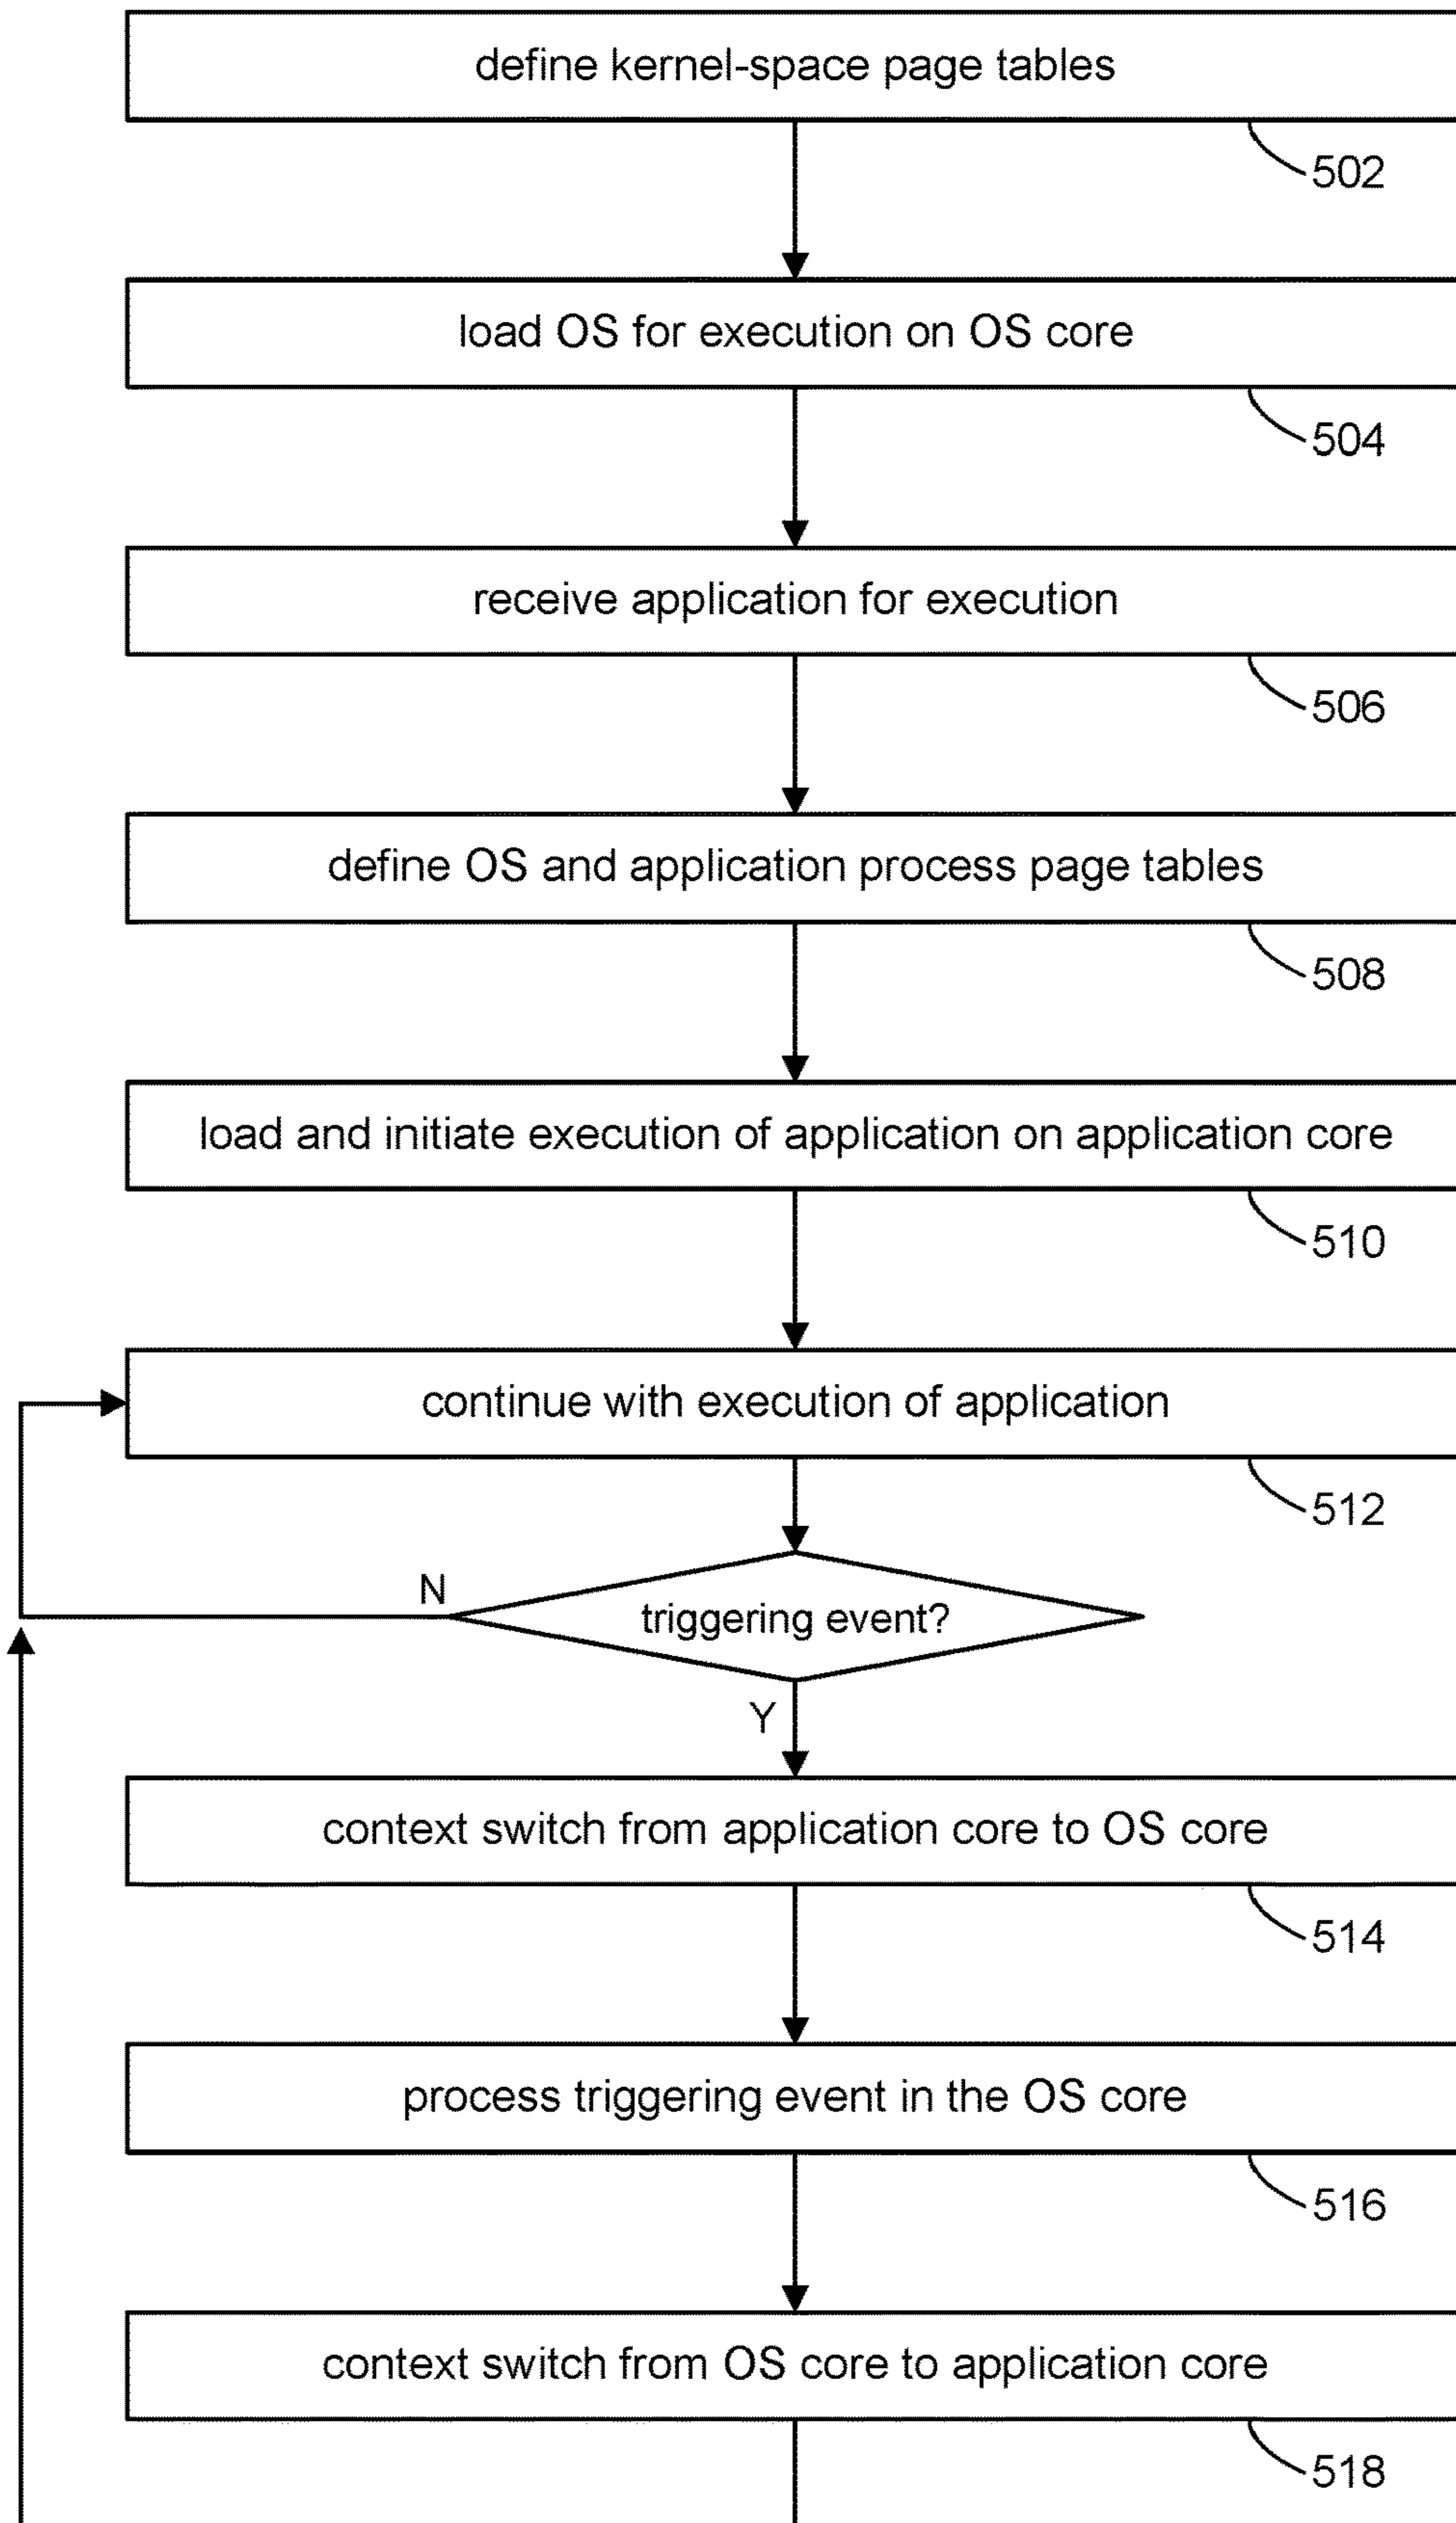 define kernel-space page tables
502
load OS for execution on OS core
504
receive application for execution
506
define OS and application process page tables
508
load and initiate execution of application on application core
510
continue with execution of application
512
N
triggering event?
Y
context switch from application core to OS core
514
process triggering event in the OS core
516
context switch from OS core to application core
518